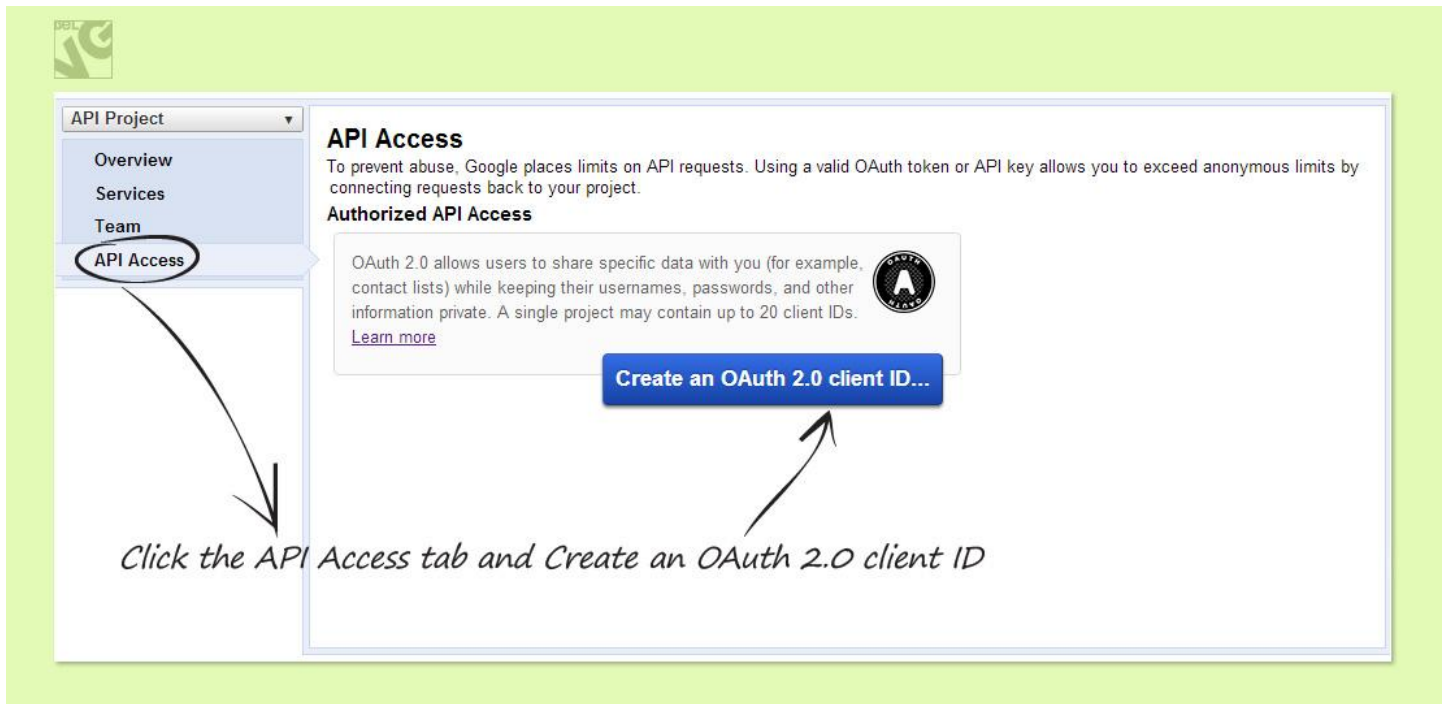 API Project
Overview
Services
Team
API Access
API Access
To prevent abuse, Google places limits on API requests. Using a valid OAuth token or API key allows you to exceed anonymous limits by
connecting requests back to your project.
Authorized API Access
OAuth 2.0 allows users to share specific data with you (for example,
contact lists) while keeping their usernames, passwords, and other
information private. A single project may contain up to 20 client IDs.
Learn more
OAUTH
A
OAUTH
Create an OAuth 2.0 client ID...
Click the API Access tab and Create an OAuth 2.0 client ID